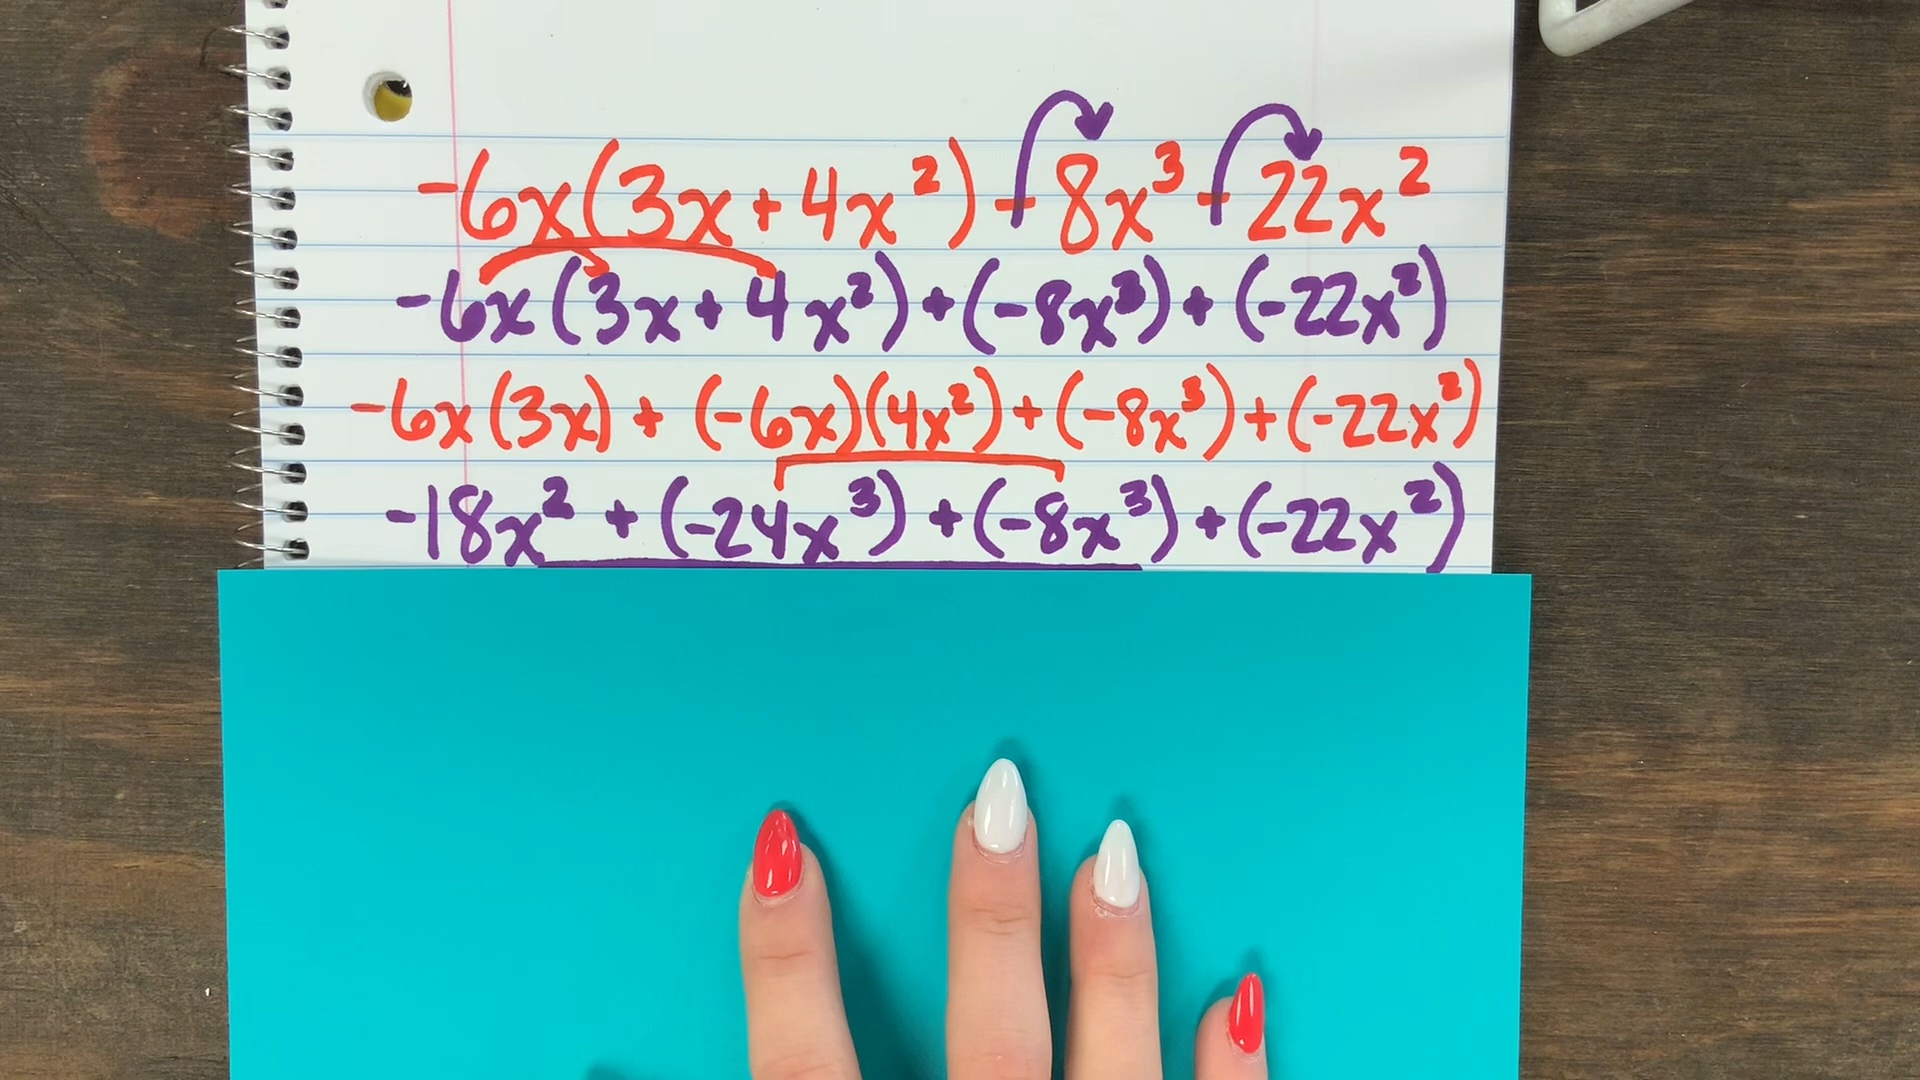 -6x(3x+4x²)-8x³-22x²
-6x(3x+4x²)+(-8x³)+(-22x²)
-6x(3x)+(-6x)(4x²)+(-8x³)+(-22x²)
-18x²+(-24x³)+(-8x³)+(-22x²)